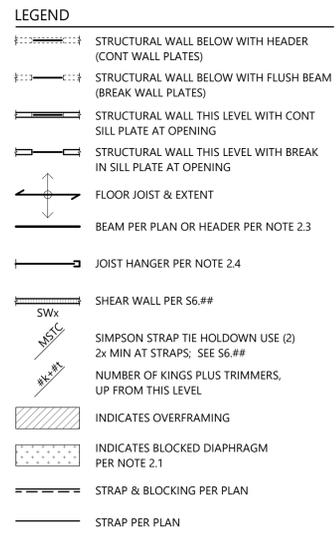 LEGEND
STRUCTURAL WALL BELOW WITH HEADER
(CONT WALL PLATES)
STRUCTURAL WALL BELOW WITH FLUSH BEAM
(BREAK WALL PLATES)
STRUCTURAL WALL THIS LEVEL WITH CONT
SILL PLATE AT OPENING
STRUCTURAL WALL THIS LEVEL WITH BREAK
IN SILL PLATE AT OPENING
FLOOR JOIST & EXTENT
BEAM PER PLAN OR HEADER PER NOTE 2.3
JOIST HANGER PER NOTE 2.4
SHEAR WALL PER S6.##
SWx
MSTC
SIMPSON STRAP TIE HOLDOWN USE (2)
2x MIN AT STRAPS; SEE S6.##
#k+#t
NUMBER OF KINGS PLUS TRIMMERS,
UP FROM THIS LEVEL
INDICATES OVERFRAMING
INDICATES BLOCKED DIAPHRAGM
PER NOTE 2.1
STRAP & BLOCKING PER PLAN
STRAP PER PLAN